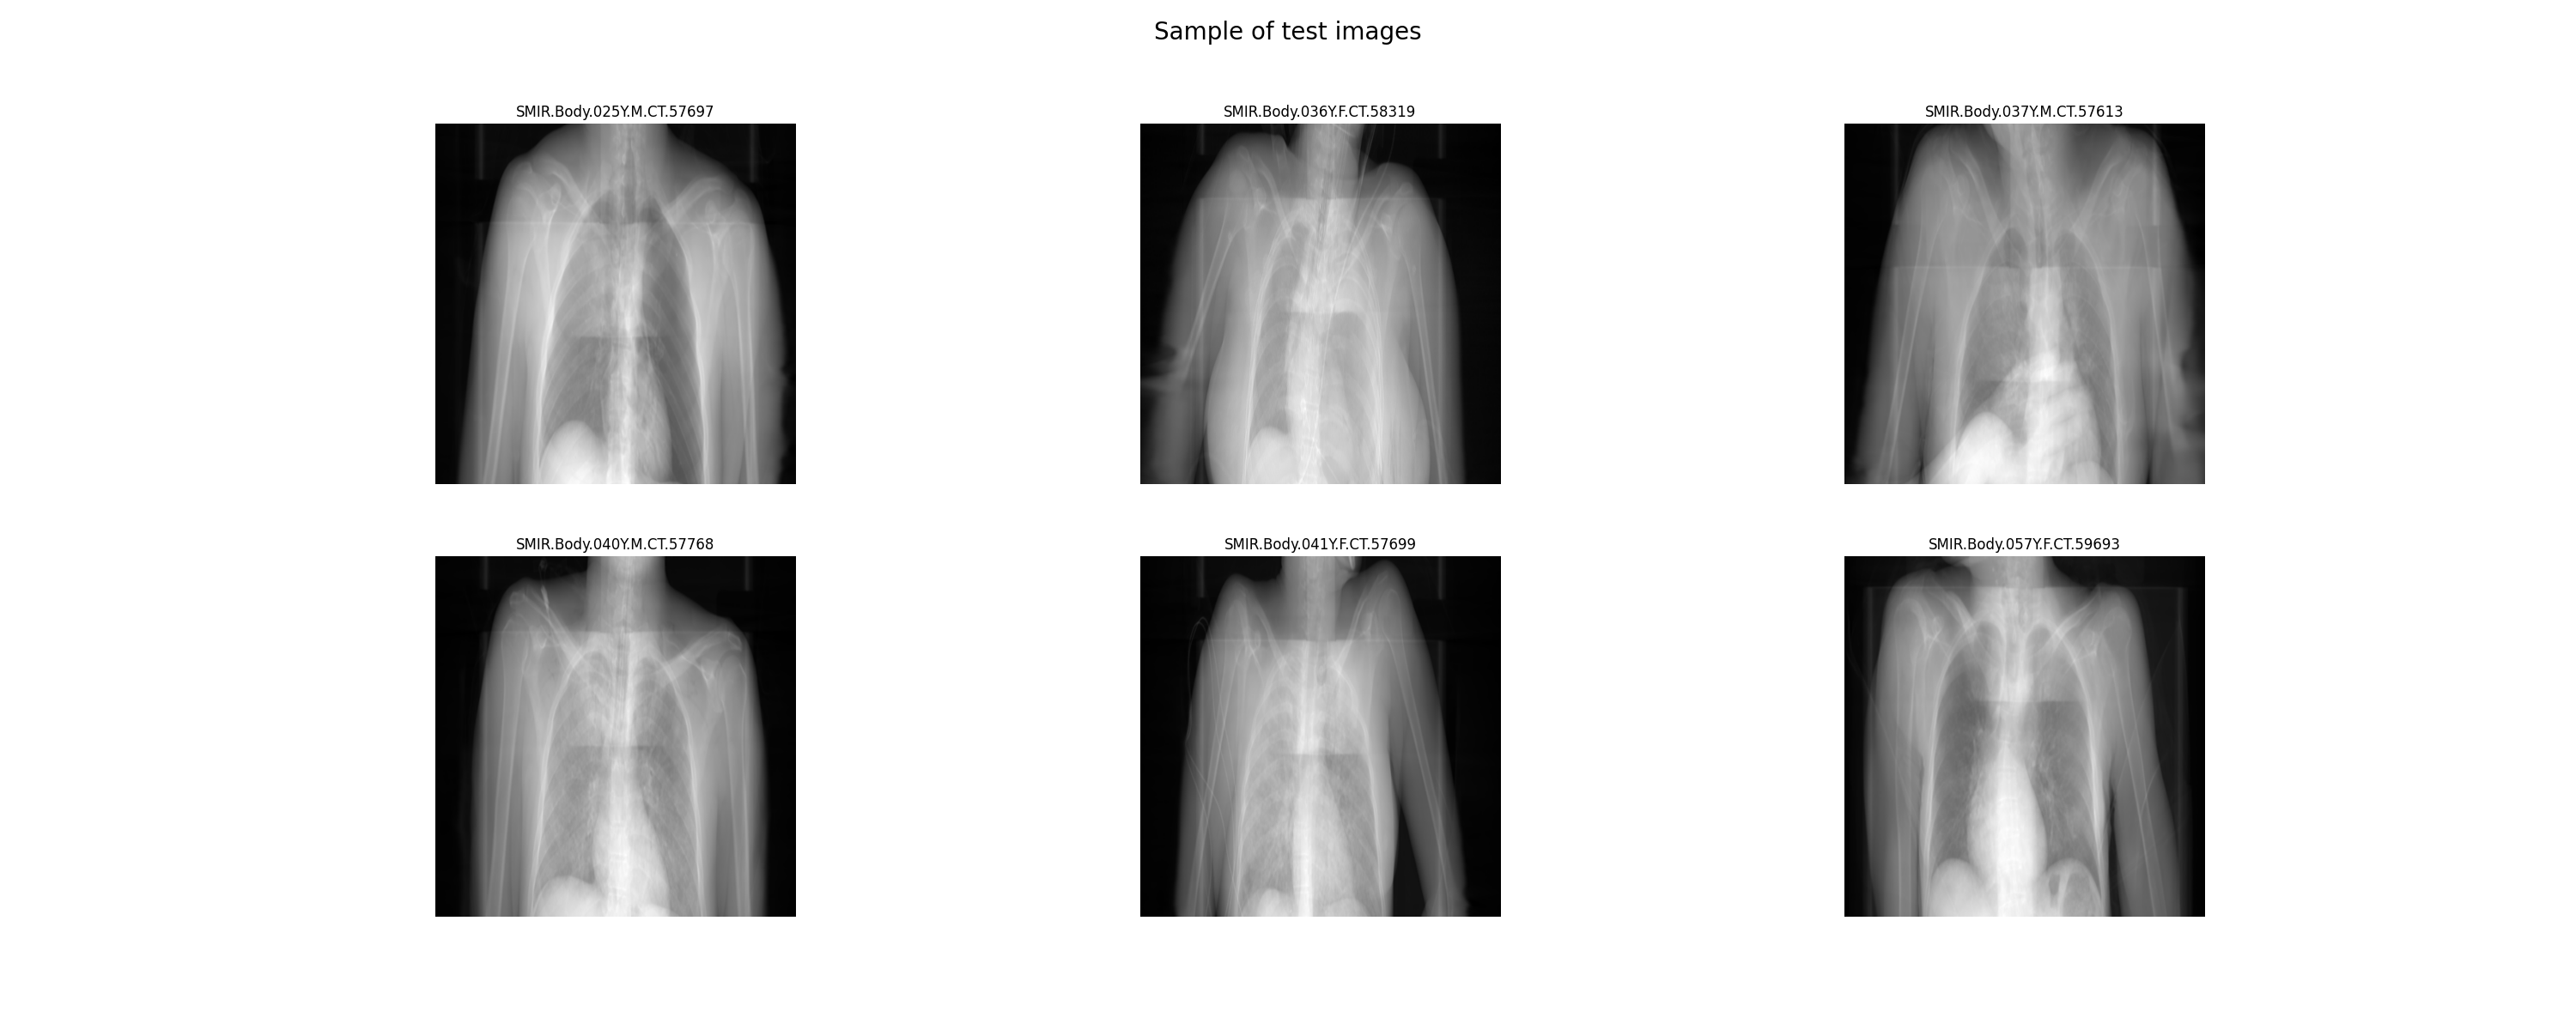 Sample of test images
SMIR.Body.025Y.M.CT.57697
SMIR.Body.036Y.F.CT.58319
SMIR.Body.037Y.M.CT.57613
SMIR.Body.040Y.M.CT.57768
SMIR.Body.041Y.F.CT.57699
SMIR.Body.057Y.F.CT.59693